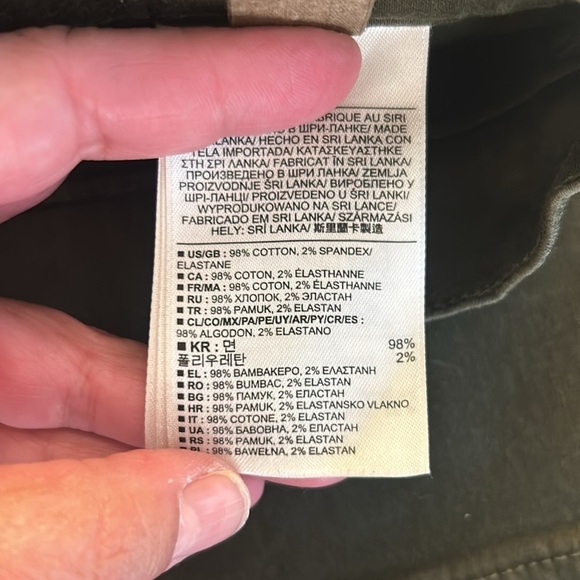 BRIQUE AU SIRI
О В ШРИ-ЛАНКЕ/ MADE
LANKA/ HECHO EN SRI LANKA CON
TELA IMPORTADA/ ΚΑΤΑΣΚΕΥΑΣΤΗΚΕ
ΣΤΗ ΣΡΙ ΛΑΝΚΑ/ FABRICAT ÎN SRI LANKA/
ПРОИЗВЕДЕНО В ШРИ ЛАНКА/ ZEMLJA
PROIZVODNJE ŠRI LANKA/ ВИРОБЛЕНО У
ШРІ-ЛАНЦІ/ PROIZVEDENO U ŠRI LANKI/
WYPRODUKOWANO NA SRI LANCE/
FABRICADO EM SRI LANKA/ SZÁRMAZÁSI
HELY: SRÍ LANKA/ 斯里蘭卡製造
■ US/GB : 98% COTTON, 2% SPANDEX/
ELASTANE
■ CA : 98% COTON, 2% ÉLASTHANNE
■ FR/MA : 98% COTON, 2% ÉLASTHANNE
■ RU : 98% ХЛОПОК, 2% ЭЛАСТАН
■ TR : 98% PAMUK, 2% ELASTAN
■ CL/CO/MX/PA/PE/UY/AR/PY/CR/ES :
98% ALGODON, 2% ELASTANO
■ KR : 면 98%
폴리우레탄 2%
■ EL : 98% ΒΑΜΒΑΚΕΡΟ, 2% ΕΛΑΣΤΑΝΗ
■ RO : 98% BUMBAC, 2% ELASTAN
■ BG : 98% ПАМУК, 2% ЕЛАСТАН
■ HR : 98% PAMUK, 2% ELASTANSKO VLAKNO
■ IT : 98% COTONE, 2% ELASTAN
■ UA : 98% БАВОВНА, 2% ЕЛАСТАН
■ RS : 98% PAMUK, 2% ELASTAN
■ PL : 98% BAWEŁNA, 2% ELASTAN